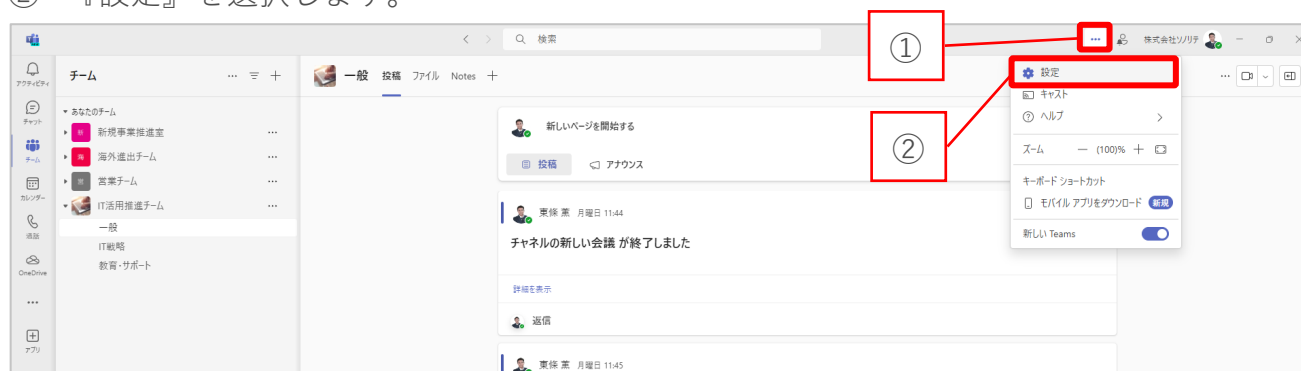 ② 『設定』を選択します。
検索
①
株式会社ソノリテ
アクティビティ
チーム
一般 投稿 ファイル Notes
設定
キャスト
ヘルプ
ズーム (100)%
キーボード ショートカット
モバイル アプリをダウンロード 新規
新しい Teams
②
チャット
チーム
カレンダー
通話
OneDrive
アプリ
あなたのチーム
新 新規事業推進室
海 海外進出チーム
営業チーム
IT活用推進チーム
一般
IT戦略
教育・サポート
新しいページを開始する
投稿 アナウンス
東條 薫 月曜日 11:44
チャネルの新しい会議 が終了しました
詳細を表示
返信
東條 薫 月曜日 11:45